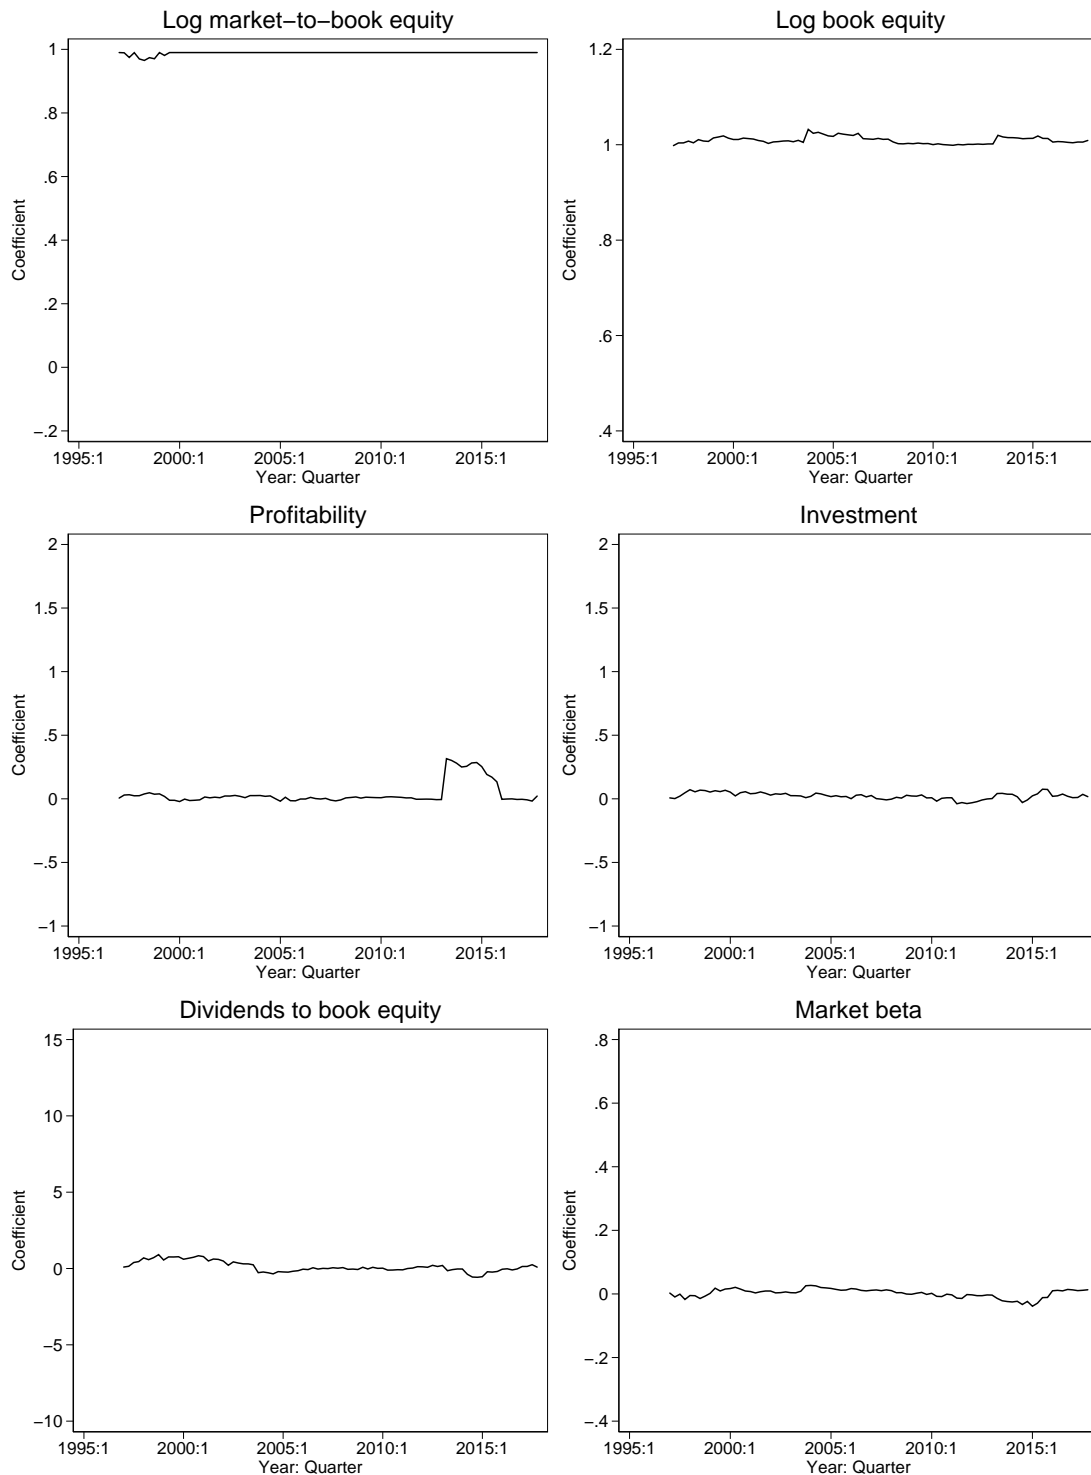 Log market−to−book equity
Coefficient
1
.8
.6
.4
.2
0
−.2
1995:1 2000:1 2005:1 2010:1 2015:1
Year: Quarter
Log book equity
Coefficient
1.2
1
.8
.6
.4
1995:1 2000:1 2005:1 2010:1 2015:1
Year: Quarter
Profitability
Coefficient
2
1.5
1
.5
0
−.5
−1
1995:1 2000:1 2005:1 2010:1 2015:1
Year: Quarter
Investment
Coefficient
2
1.5
1
.5
0
−.5
−1
1995:1 2000:1 2005:1 2010:1 2015:1
Year: Quarter
Dividends to book equity
Coefficient
15
10
5
0
−5
−10
1995:1 2000:1 2005:1 2010:1 2015:1
Year: Quarter
Market beta
Coefficient
.8
.6
.4
.2
0
−.2
−.4
1995:1 2000:1 2005:1 2010:1 2015:1
Year: Quarter